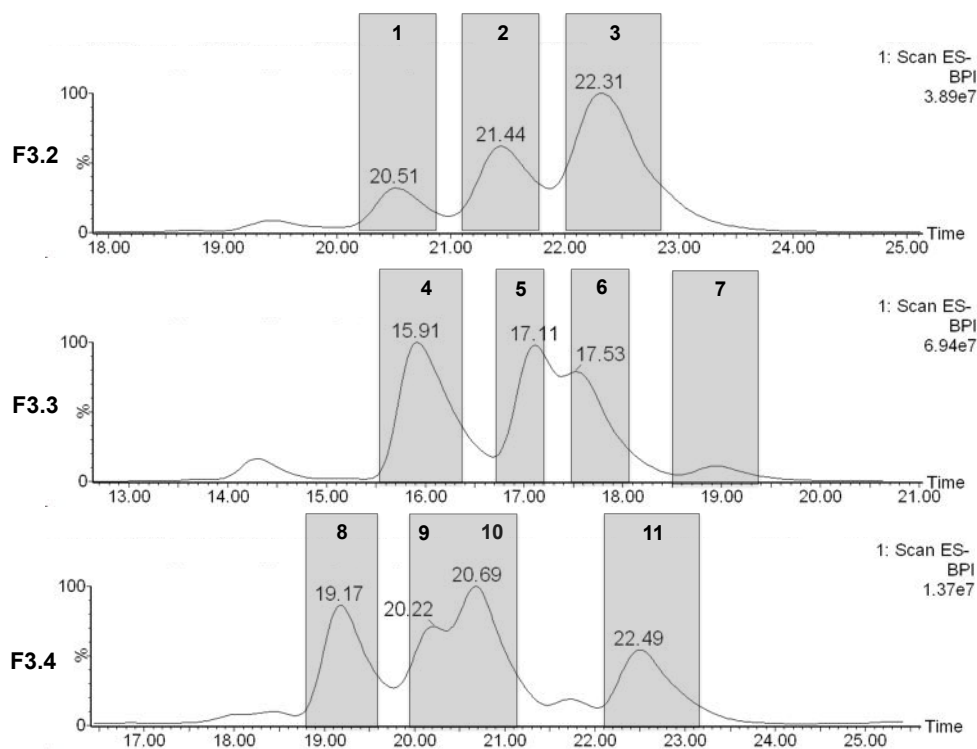 1 2 3
1: Scan ES-
BPI
3.89e7
100
22.31
21.44
20.51
F3.2
%
0
18.00 19.00 20.00 21.00 22.00 23.00 24.00 25.00
Time
4 5 6 7
1: Scan ES-
BPI
6.94e7
100
15.91 17.11
17.53
F3.3
%
0
13.00 14.00 15.00 16.00 17.00 18.00 19.00 20.00 21.00
Time
8 9 10 11
1: Scan ES-
BPI
1.37e7
100
19.17 20.69
20.22
22.49
F3.4
%
0
17.00 18.00 19.00 20.00 21.00 22.00 23.00 24.00 25.00
Time